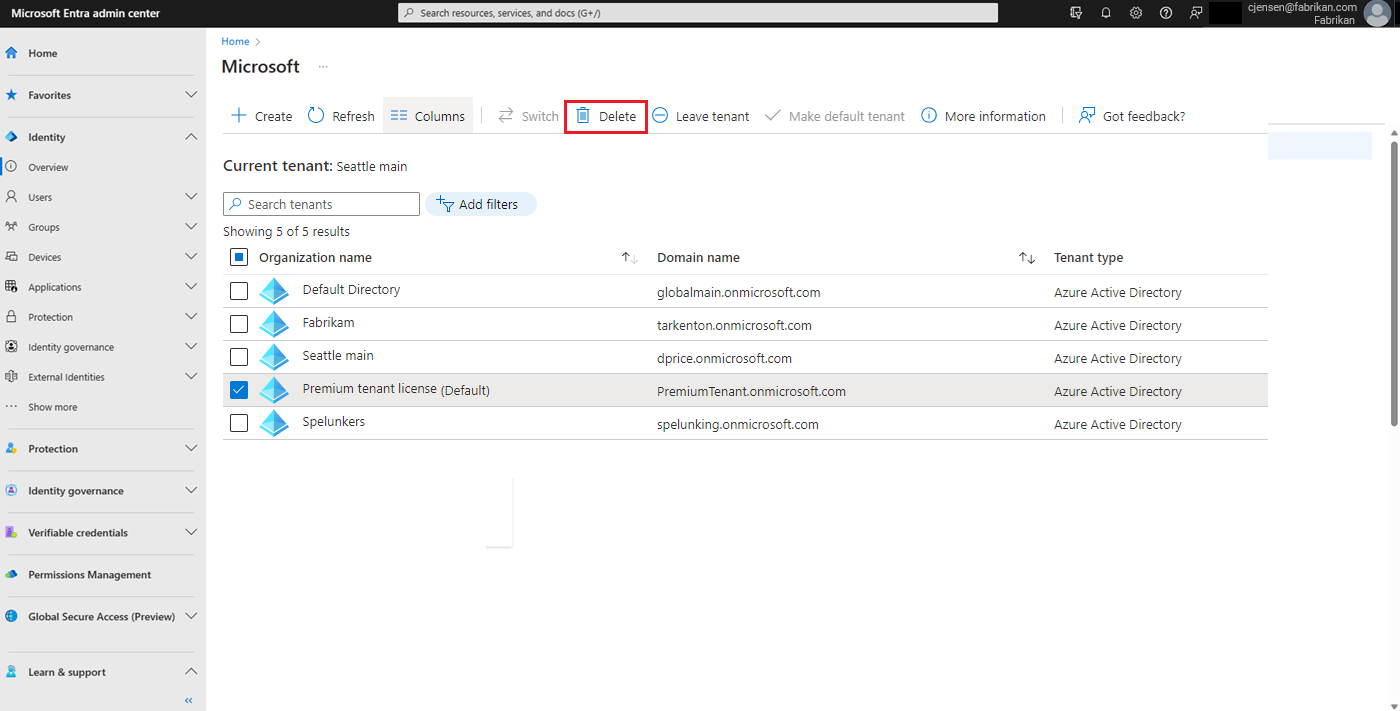 Microsoft Entra admin center
Search resources, services, and docs (G+/)
cjensen@fabrikan.com
Fabrikan
Home
Favorites
Identity
Overview
Users
Groups
Devices
Applications
Protection
Identity governance
External Identities
Show more
Protection
Identity governance
Verifiable credentials
Permissions Management
Global Secure Access (Preview)
Learn & support
Home
Microsoft
Create Refresh Columns Switch Delete Leave tenant Make default tenant More information Got feedback?
Current tenant: Seattle main
Search tenants Add filters
Showing 5 of 5 results
Organization name Domain name Tenant type
Default Directory globalmain.onmicrosoft.com Azure Active Directory
Fabrikam tarkenton.onmicrosoft.com Azure Active Directory
Seattle main dprice.onmicrosoft.com Azure Active Directory
Premium tenant license (Default) PremiumTenant.onmicrosoft.com Azure Active Directory
Spelunkers spelunking.onmicrosoft.com Azure Active Directory